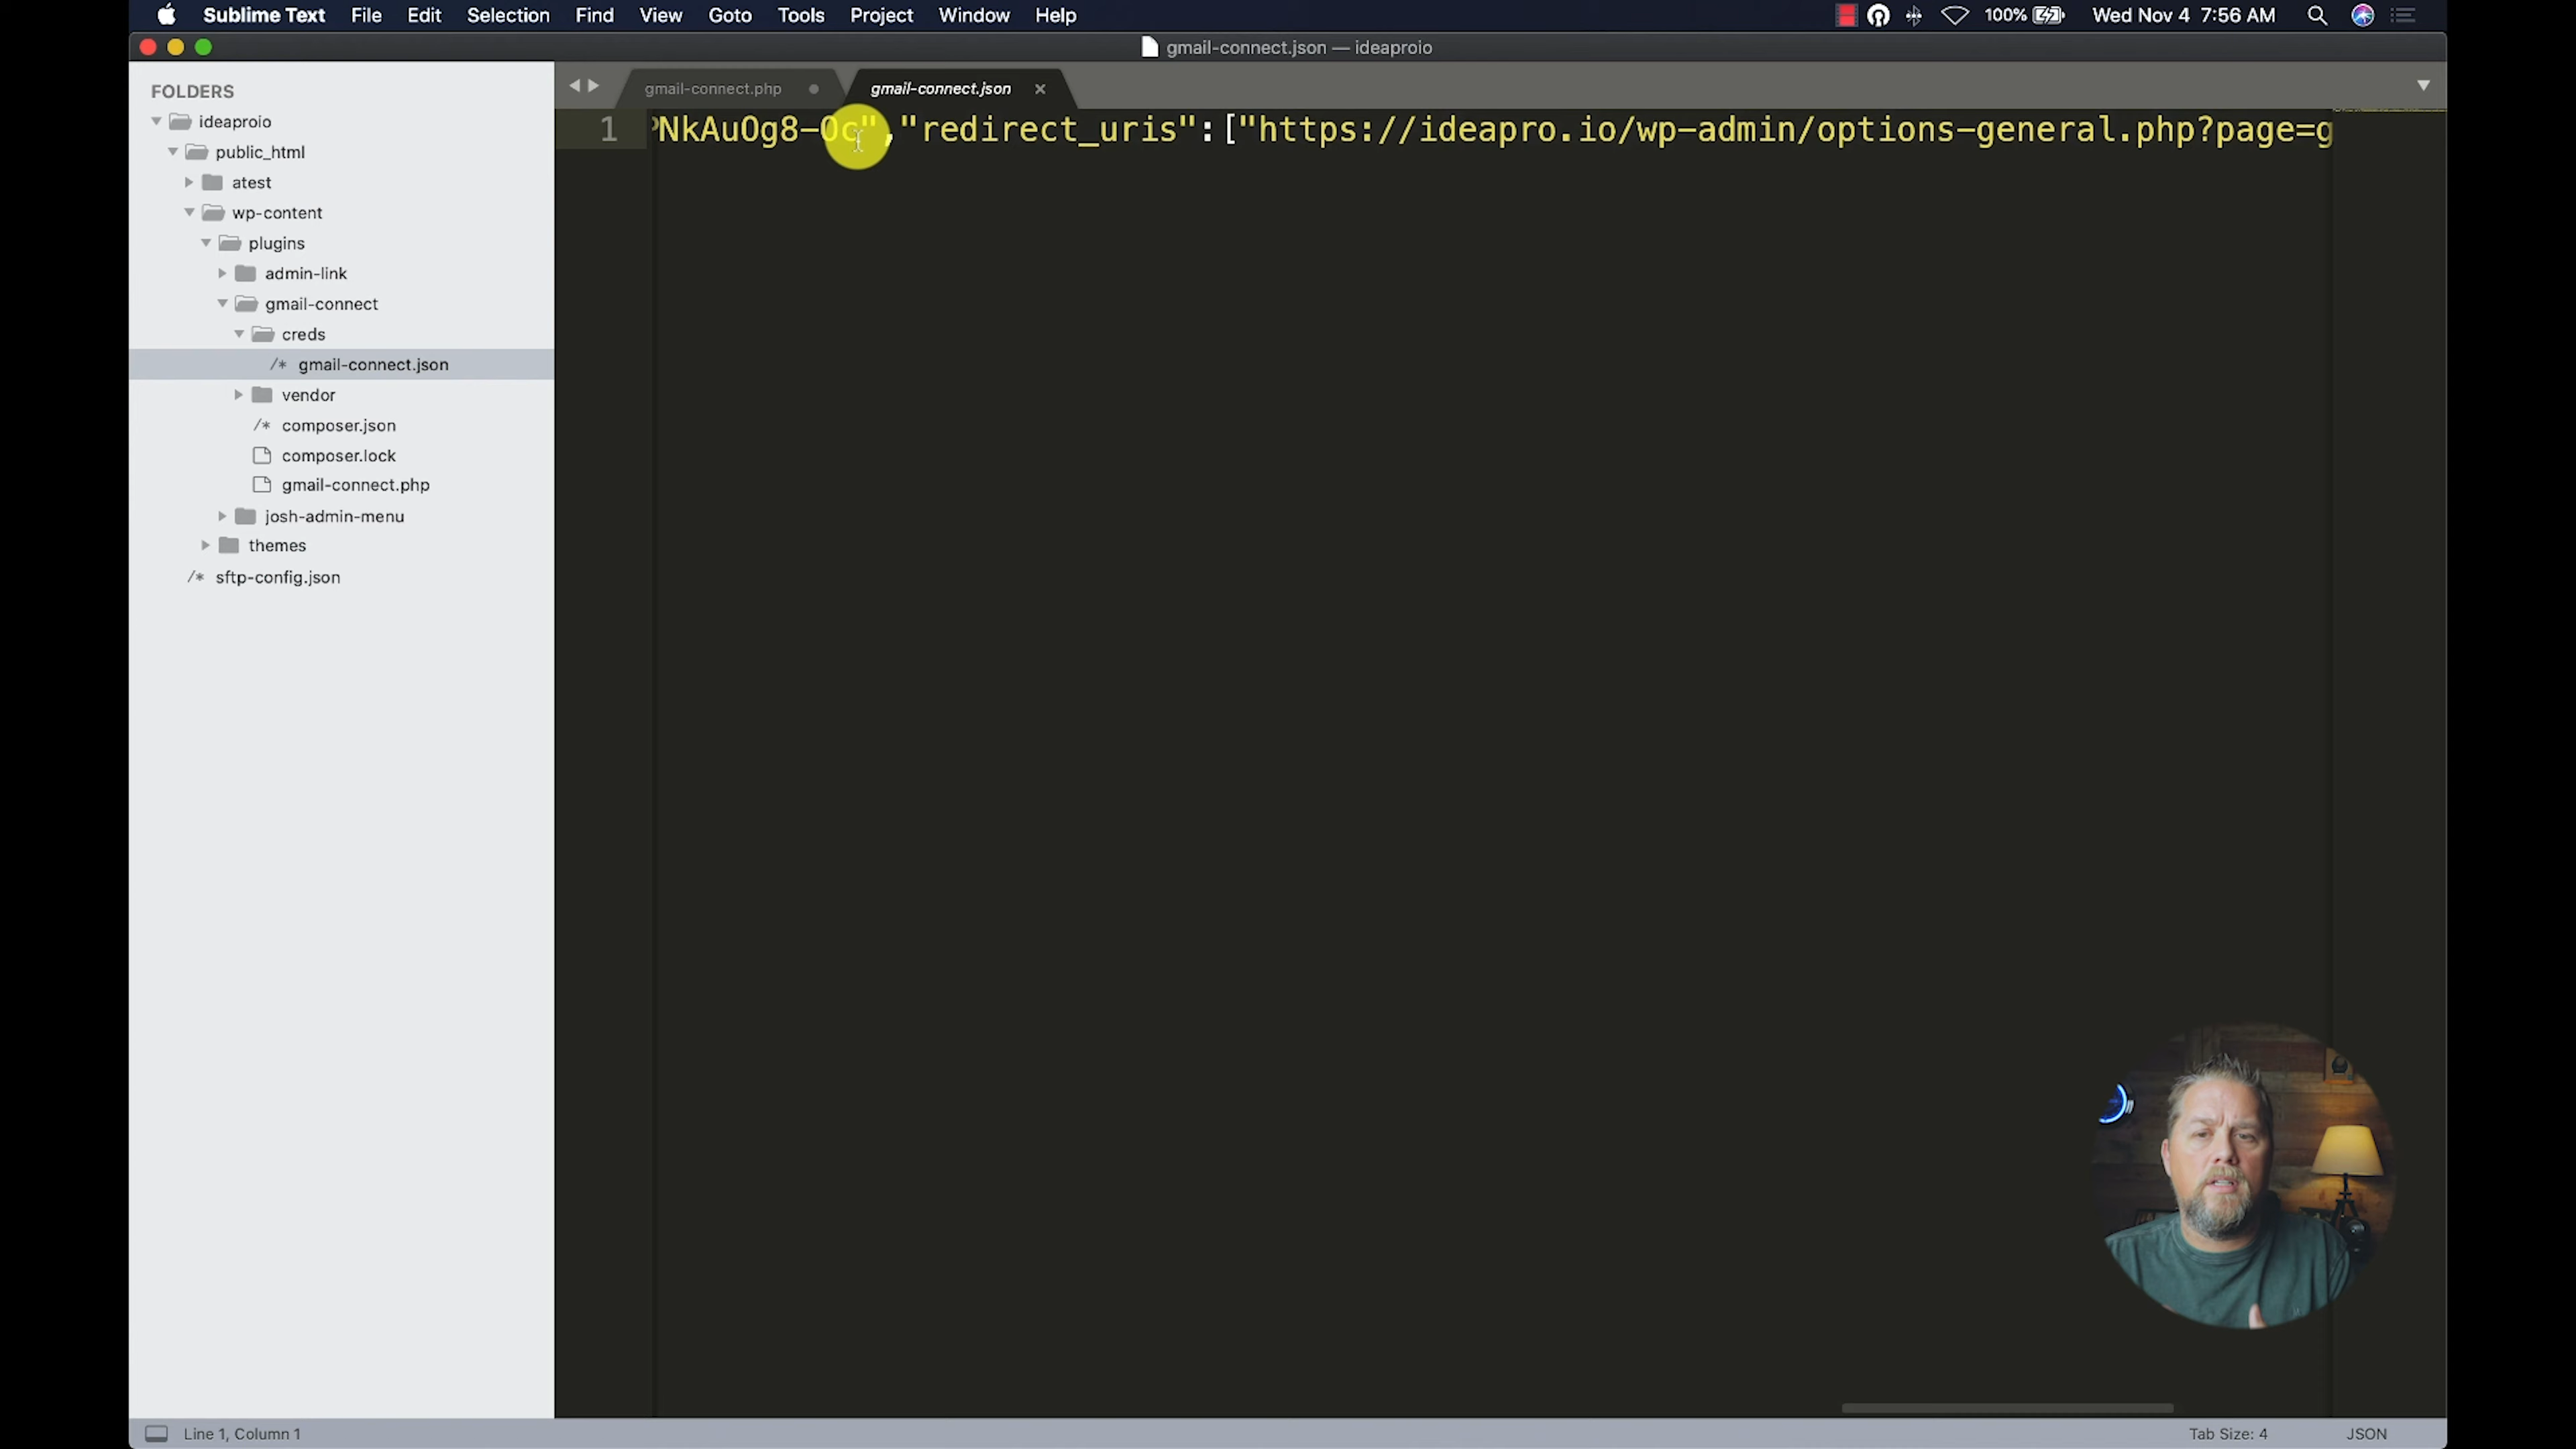 Sublime Text File Edit Selection Find View Goto Tools Project Window Help 100% Wed Nov 4 7:56 AM
gmail-connect.json — ideaproio
FOLDERS
ideaproio
public_html
atest
wp-content
plugins
admin-link
gmail-connect
creds
gmail-connect.json
vendor
composer.json
composer.lock
gmail-connect.php
josh-admin-menu
themes
sftp-config.json
gmail-connect.php gmail-connect.json
1 NkAuOg8-0c","redirect_uris":["https://ideapro.io/wp-admin/options-general.php?page=g
Line 1, Column 1 Tab Size: 4 JSON